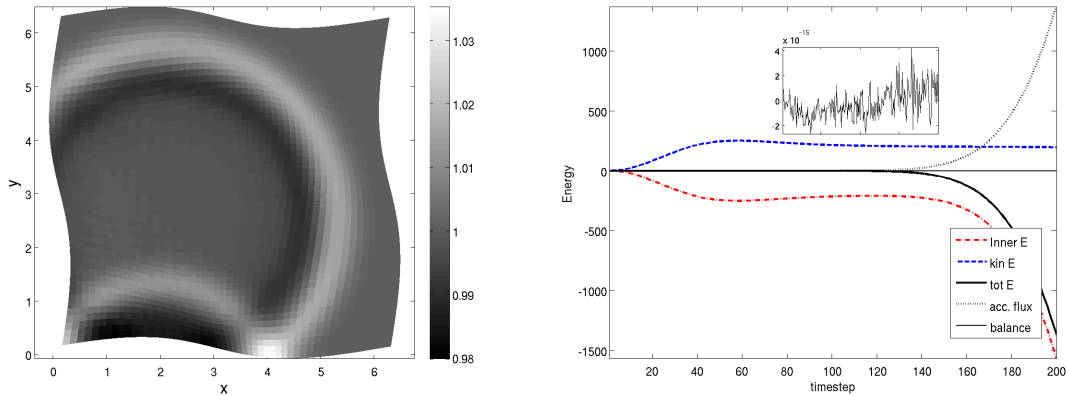 6
5
4
3
2
1
0
y
0 1 2 3 4 5 6
x
1.03
1.02
1.01
1
0.99
0.98
1000
500
0
-500
-1000
-1500
Energy
x 10 -15
4
2
0
-2
Inner E
kin E
tot E
acc. flux
balance
20 40 60 80 100 120 140 160 180 200
timestep